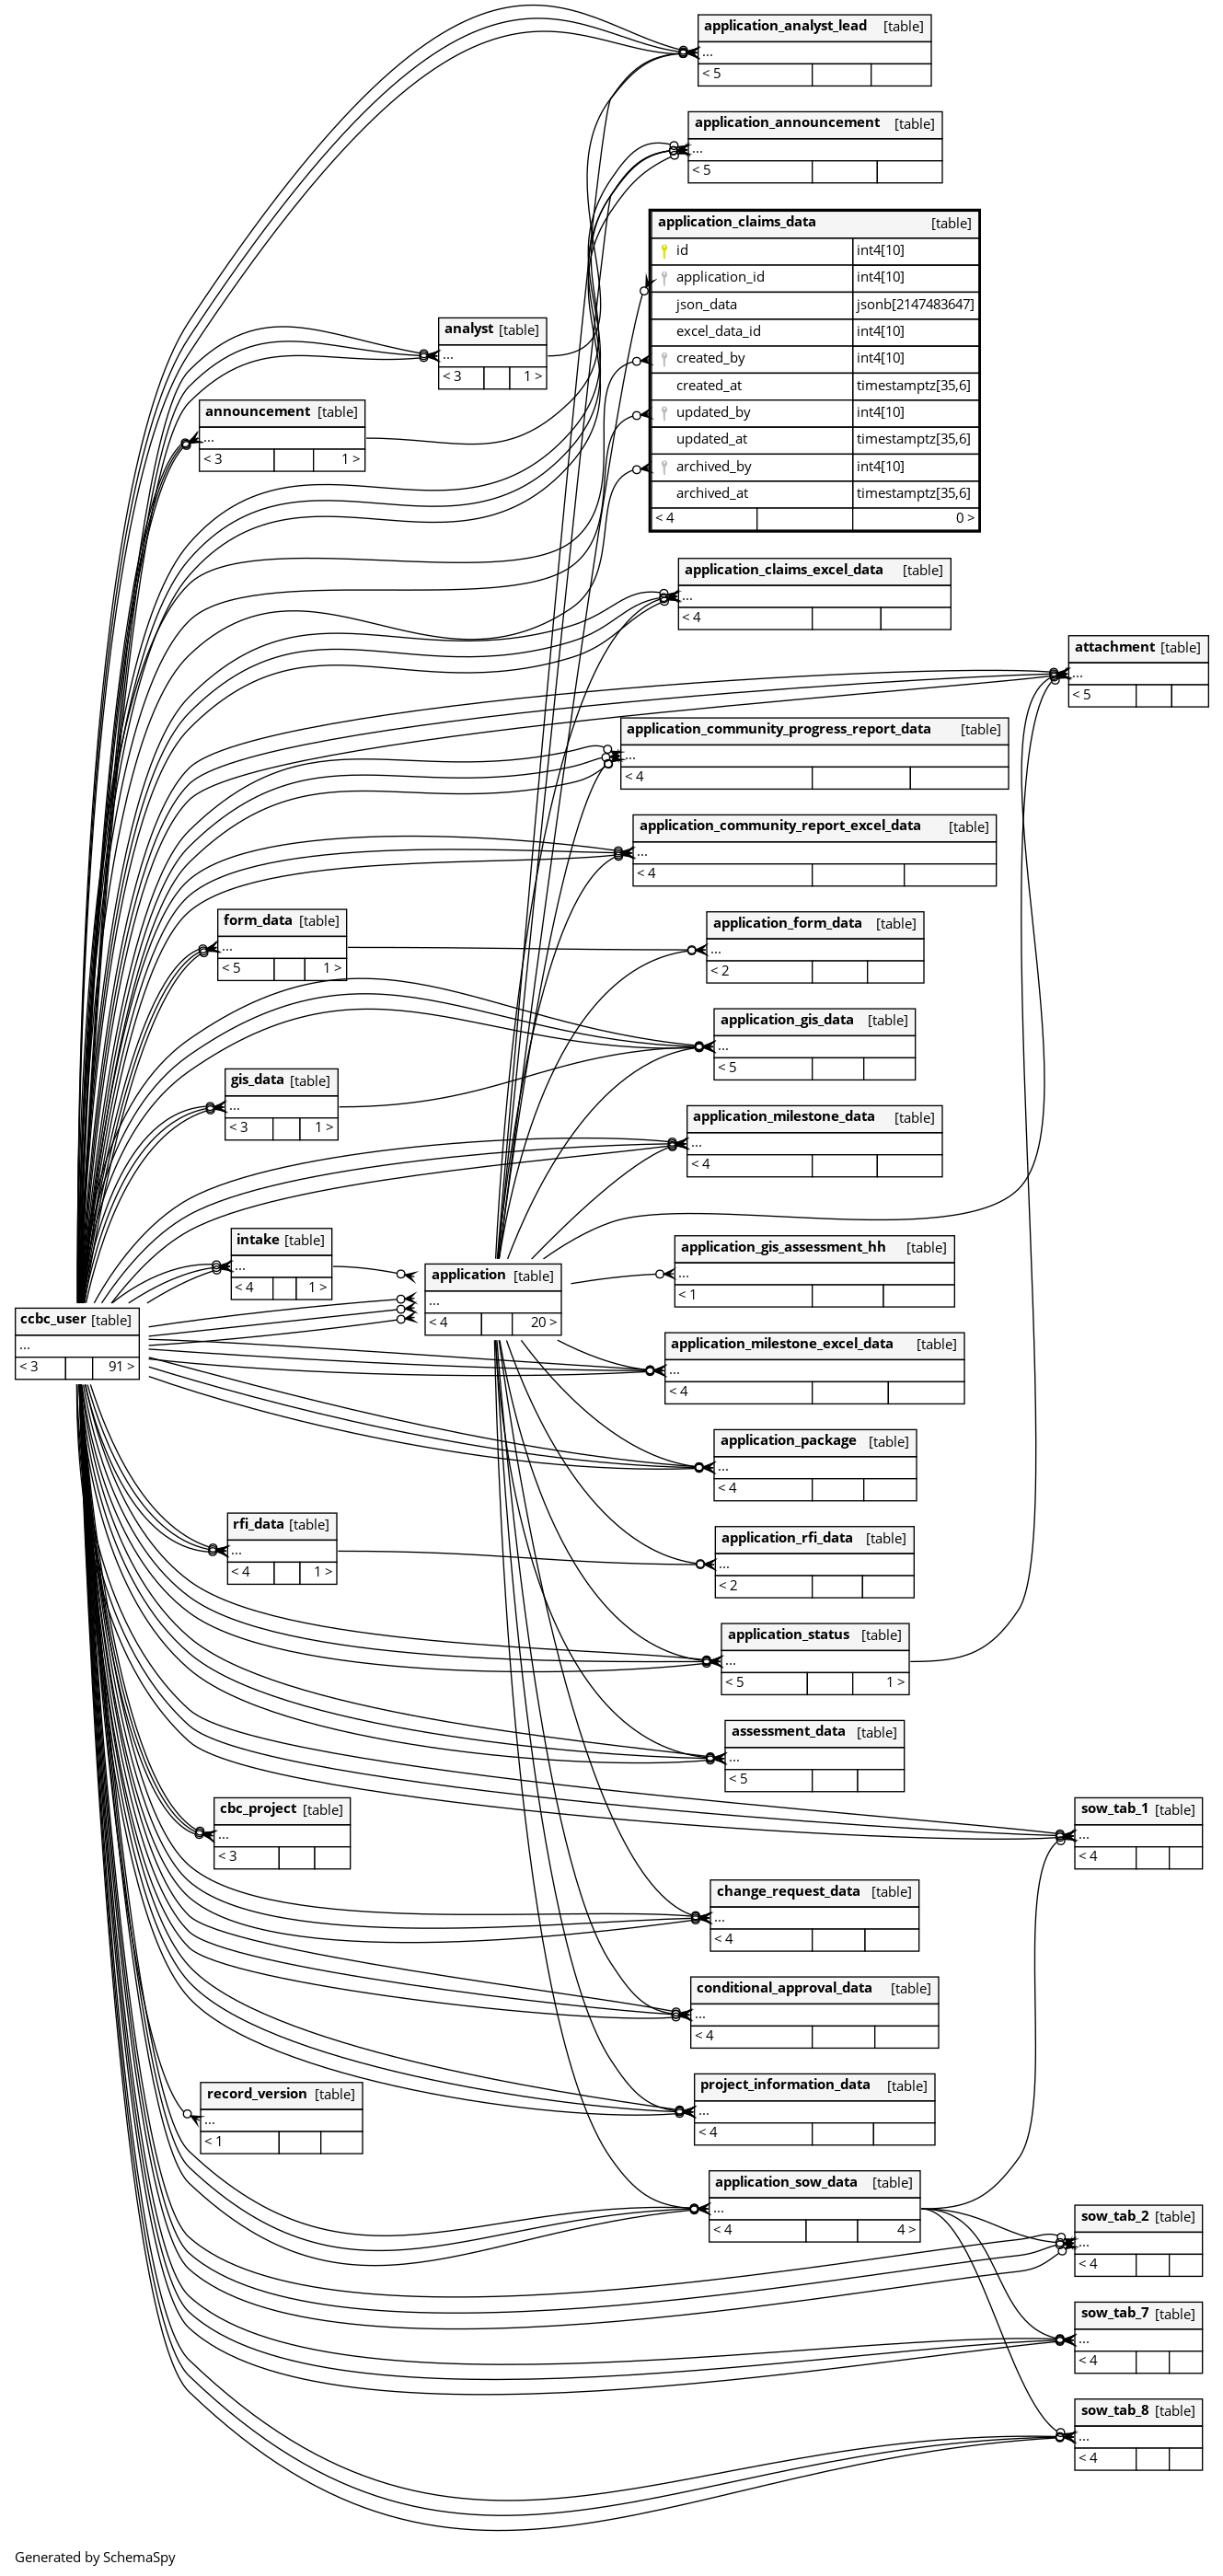 application_analyst_lead [table]
...
< 5
application_announcement [table]
...
< 5
application_claims_data [table]
id int4[10]
application_id int4[10]
json_data jsonb[2147483647]
excel_data_id int4[10]
created_by int4[10]
created_at timestamptz[35,6]
updated_by int4[10]
updated_at timestamptz[35,6]
archived_by int4[10]
archived_at timestamptz[35,6]
< 4 0 >
analyst [table]
...
< 3 1 >
announcement [table]
...
< 3 1 >
application_claims_excel_data [table]
...
< 4
attachment [table]
...
< 5
application_community_progress_report_data [table]
...
< 4
application_community_report_excel_data [table]
...
< 4
form_data [table]
...
< 5 1 >
application_form_data [table]
...
< 2
application_gis_data [table]
...
< 5
gis_data [table]
...
< 3 1 >
application_milestone_data [table]
...
< 4
intake [table]
...
< 4 1 >
application [table]
...
< 4 20 >
application_gis_assessment_hh [table]
...
< 1
ccbc_user [table]
...
< 3 91 >
application_milestone_excel_data [table]
...
< 4
application_package [table]
...
< 4
rfi_data [table]
...
< 4 1 >
application_rfi_data [table]
...
< 2
application_status [table]
...
< 5 1 >
assessment_data [table]
...
< 5
cbc_project [table]
...
< 3
sow_tab_1 [table]
...
< 4
change_request_data [table]
...
< 4
conditional_approval_data [table]
...
< 4
record_version [table]
...
< 1
project_information_data [table]
...
< 4
application_sow_data [table]
...
< 4 4 >
sow_tab_2 [table]
...
< 4
sow_tab_7 [table]
...
< 4
sow_tab_8 [table]
...
< 4
Generated by SchemaSpy